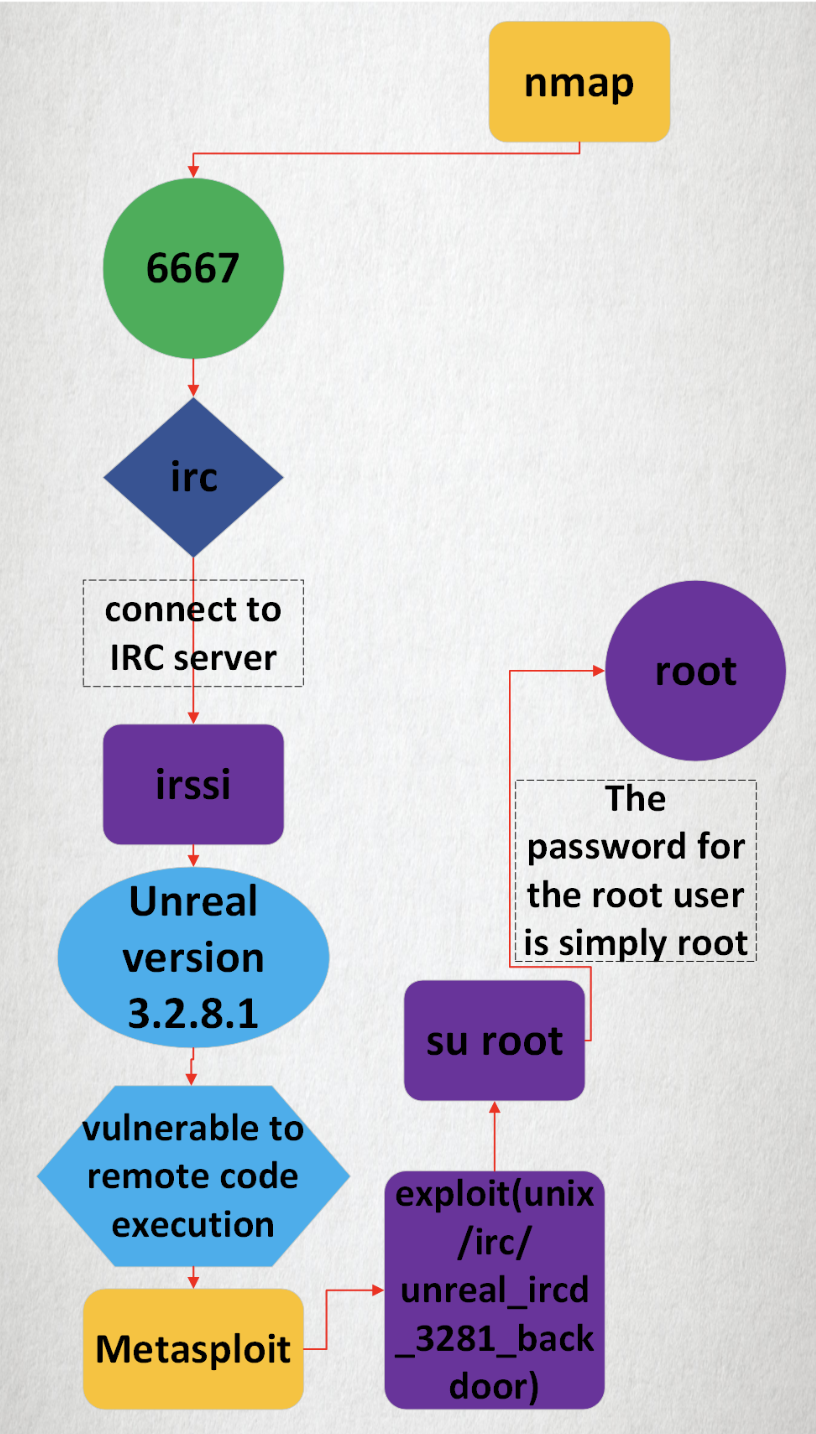 nmap
6667
irc
connect to
IRC server
irssi
Unreal
version
3.2.8.1
vulnerable to
remote code
execution
Metasploit
exploit(unix
/irc/
unreal_ircd
_3281_back
door)
su root
The
password for
the root user
is simply root
root